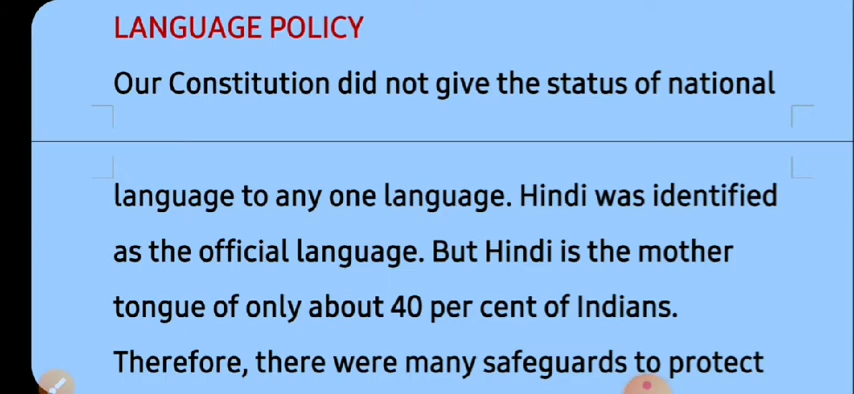 LANGUAGE POLICY
Our Constitution did not give the status of national
language to any one language. Hindi was identified
as the official language. But Hindi is the mother
tongue of only about 40 per cent of Indians.
Therefore, there were many safeguards to protect